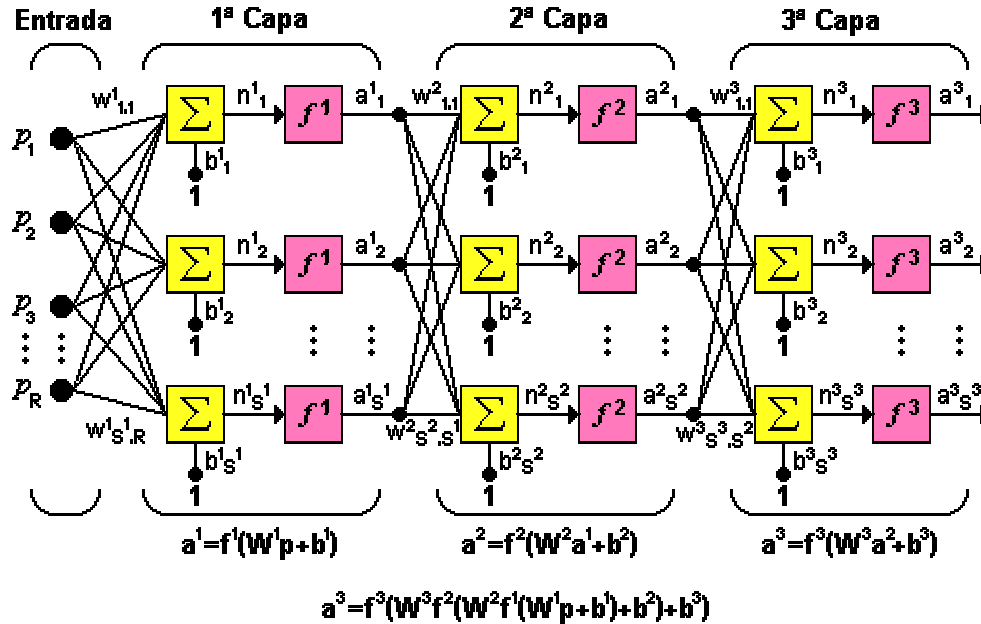 Entrada 1ª Capa 2ª Capa 3ª Capa
w¹₁,₁ n¹₁ a¹₁ w²₁,₁ n²₁ a²₁ w³₁,₁ n³₁ a³₁
Σ f¹ Σ f² Σ f³
p₁
b¹₁ b²₁ b³₁
1 1 1
p₂
n¹₂ a¹₂ n²₂ a²₂ n³₂ a³₂
Σ f¹ Σ f² Σ f³
p₃
b¹₂ b²₂ b³₂
1 1 1
p_R
n¹S¹ a¹S¹ n²S² a²S² n³S³ a³S³
Σ f¹ Σ f² Σ f³
w¹S¹,R w²S²,S¹ w³S³,S²
b¹S¹ b²S² b³S³
1 1 1
a¹=f¹(W¹p+b¹) a²=f²(W²a¹+b²) a³=f³(W³a²+b³)
a³=f³(W³f²(W²f¹(W¹p+b¹)+b²)+b³)